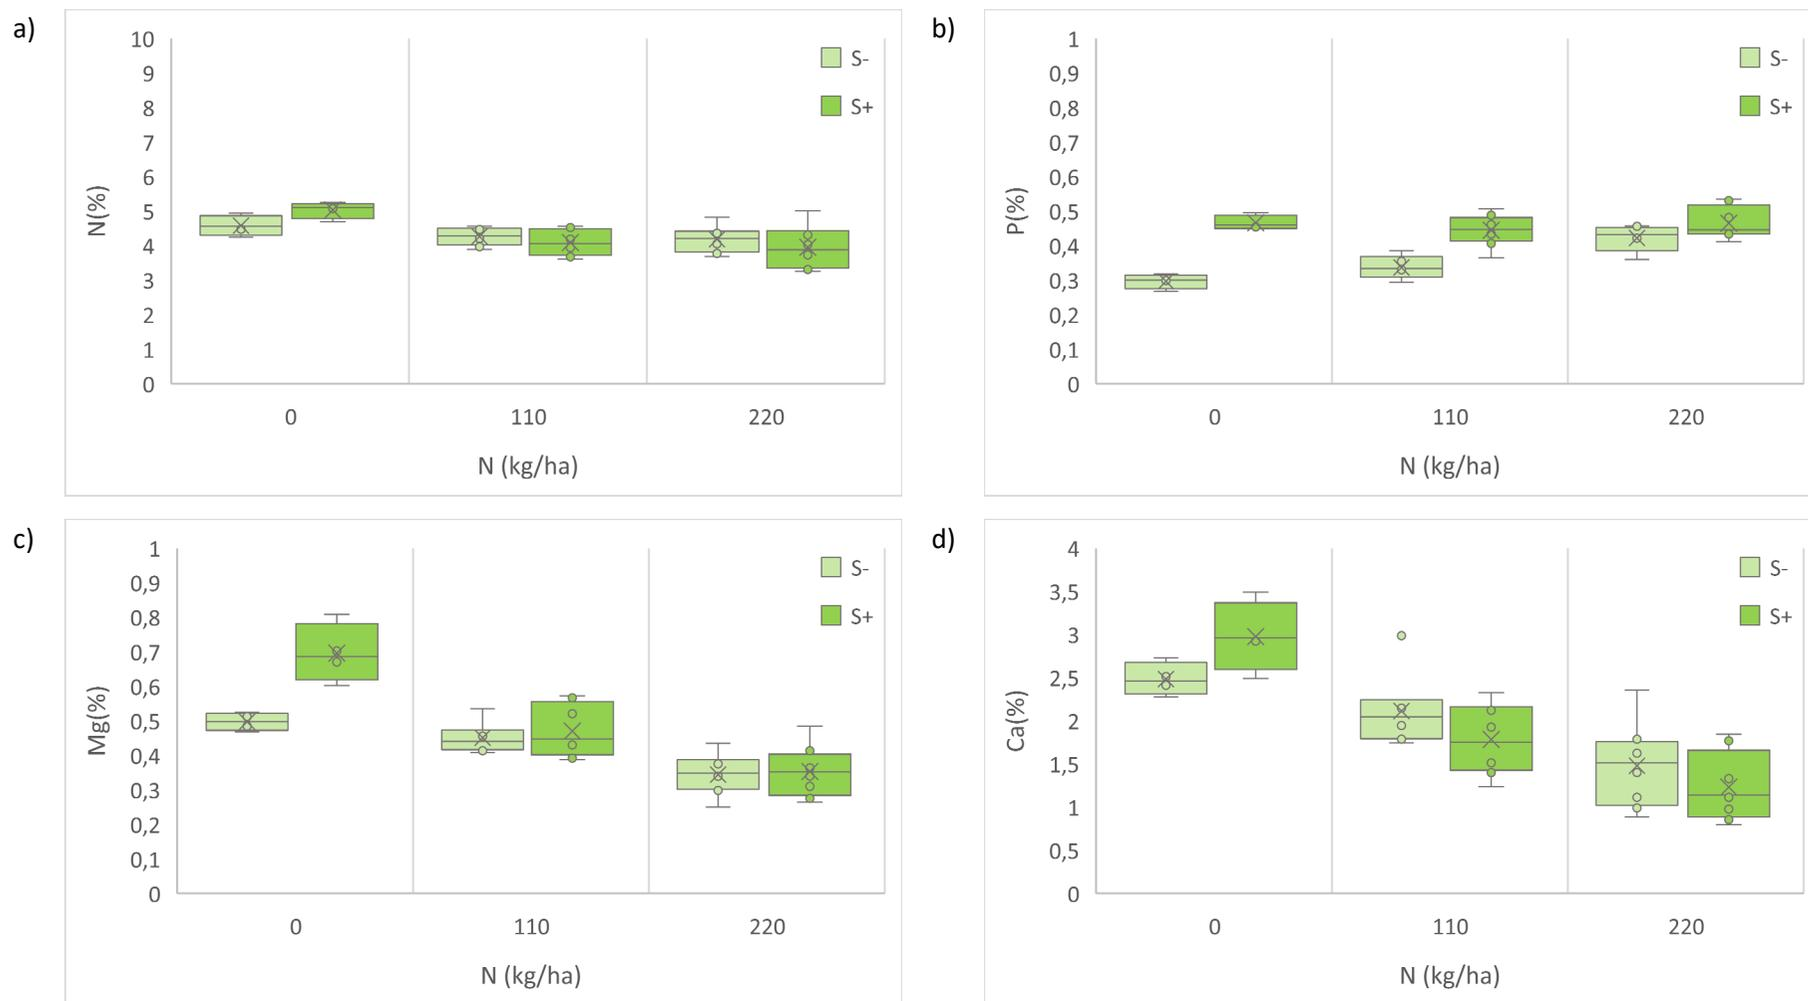 a)
10
9
8
7
6
5
4
3
2
1
0
N(%)
S-
S+
0 110 220
N (kg/ha)
b)
1
0,9
0,8
0,7
0,6
0,5
0,4
0,3
0,2
0,1
0
P(%)
S-
S+
0 110 220
N (kg/ha)
c)
1
0,9
0,8
0,7
0,6
0,5
0,4
0,3
0,2
0,1
0
Mg(%)
S-
S+
0 110 220
N (kg/ha)
d)
4
3,5
3
2,5
2
1,5
1
0,5
0
Ca(%)
S-
S+
0 110 220
N (kg/ha)